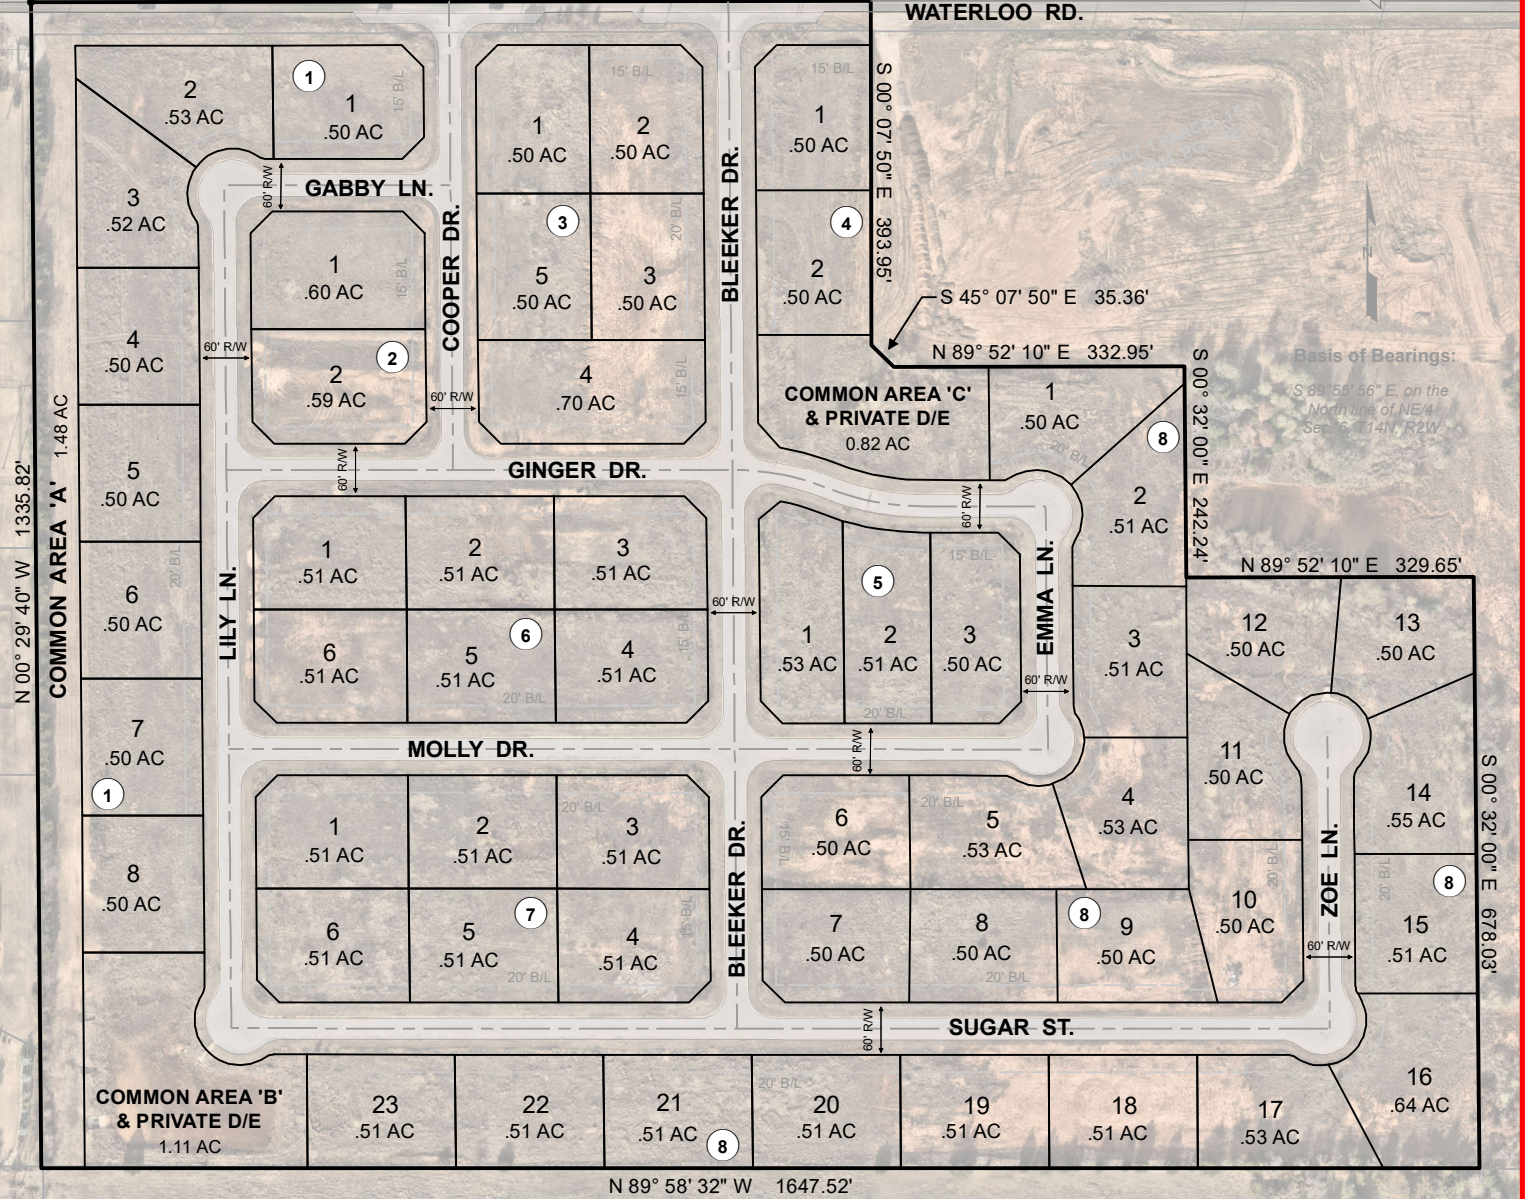 WATERLOO RD.
2
.53 AC
1
1
.50 AC
15' B/L
3
.52 AC
60' R/W
GABBY LN.
COOPER DR.
1
.50 AC
15' B/L
2
.50 AC
3
5
.50 AC
20' B/L
3
.50 AC
4
.70 AC
15' B/L
BLEEKER DR.
15' B/L
1
.50 AC
4
2
.50 AC
S 00° 07' 50" E 393.95'
S 45° 07' 50" E 35.36'
N 89° 52' 10" E 332.95'
S 00° 32' 00" E 242.24'
Basis of Bearings:
S 89°55'56" E, on the
North line of NE/4
Sec. 6, T14N, R2W
N
1
.60 AC
15' B/L
2
2
.59 AC
60' R/W
60' R/W
60' R/W
4
.50 AC
5
.50 AC
6
.50 AC
20' B/L
7
.50 AC
1
8
.50 AC
COMMON AREA 'A' 1.48 AC
N 00° 29' 40" W 1335.82'
LILY LN.
GINGER DR.
COMMON AREA 'C'
& PRIVATE D/E
0.82 AC
1
.50 AC
20' B/L
8
2
.51 AC
60' R/W
1
.51 AC
2
.51 AC
3
.51 AC
6
.51 AC
5
.51 AC
6
20' B/L
4
.51 AC
15' B/L
60' R/W
15' B/L
5
1
.53 AC
2
.51 AC
3
.50 AC
20' B/L
EMMA LN.
60' R/W
60' R/W
3
.51 AC
N 89° 52' 10" E 329.65'
12
.50 AC
13
.50 AC
11
.50 AC
14
.55 AC
S 00° 32' 00" E 678.03'
MOLLY DR.
1
.51 AC
2
.51 AC
20' B/L
3
.51 AC
6
.51 AC
5
.51 AC
7
20' B/L
4
.51 AC
15' B/L
BLEEKER DR.
15' B/L
6
.50 AC
20' B/L
5
.53 AC
4
.53 AC
7
.50 AC
8
.50 AC
20' B/L
8
9
.50 AC
20' B/L
10
.50 AC
ZOE LN.
60' R/W
20' B/L
8
15
.51 AC
60' R/W
SUGAR ST.
COMMON AREA 'B'
& PRIVATE D/E
1.11 AC
23
.51 AC
22
.51 AC
21
.51 AC
8
20' B/L
20
.51 AC
19
.51 AC
18
.51 AC
17
.53 AC
16
.64 AC
N 89° 58' 32" W 1647.52'